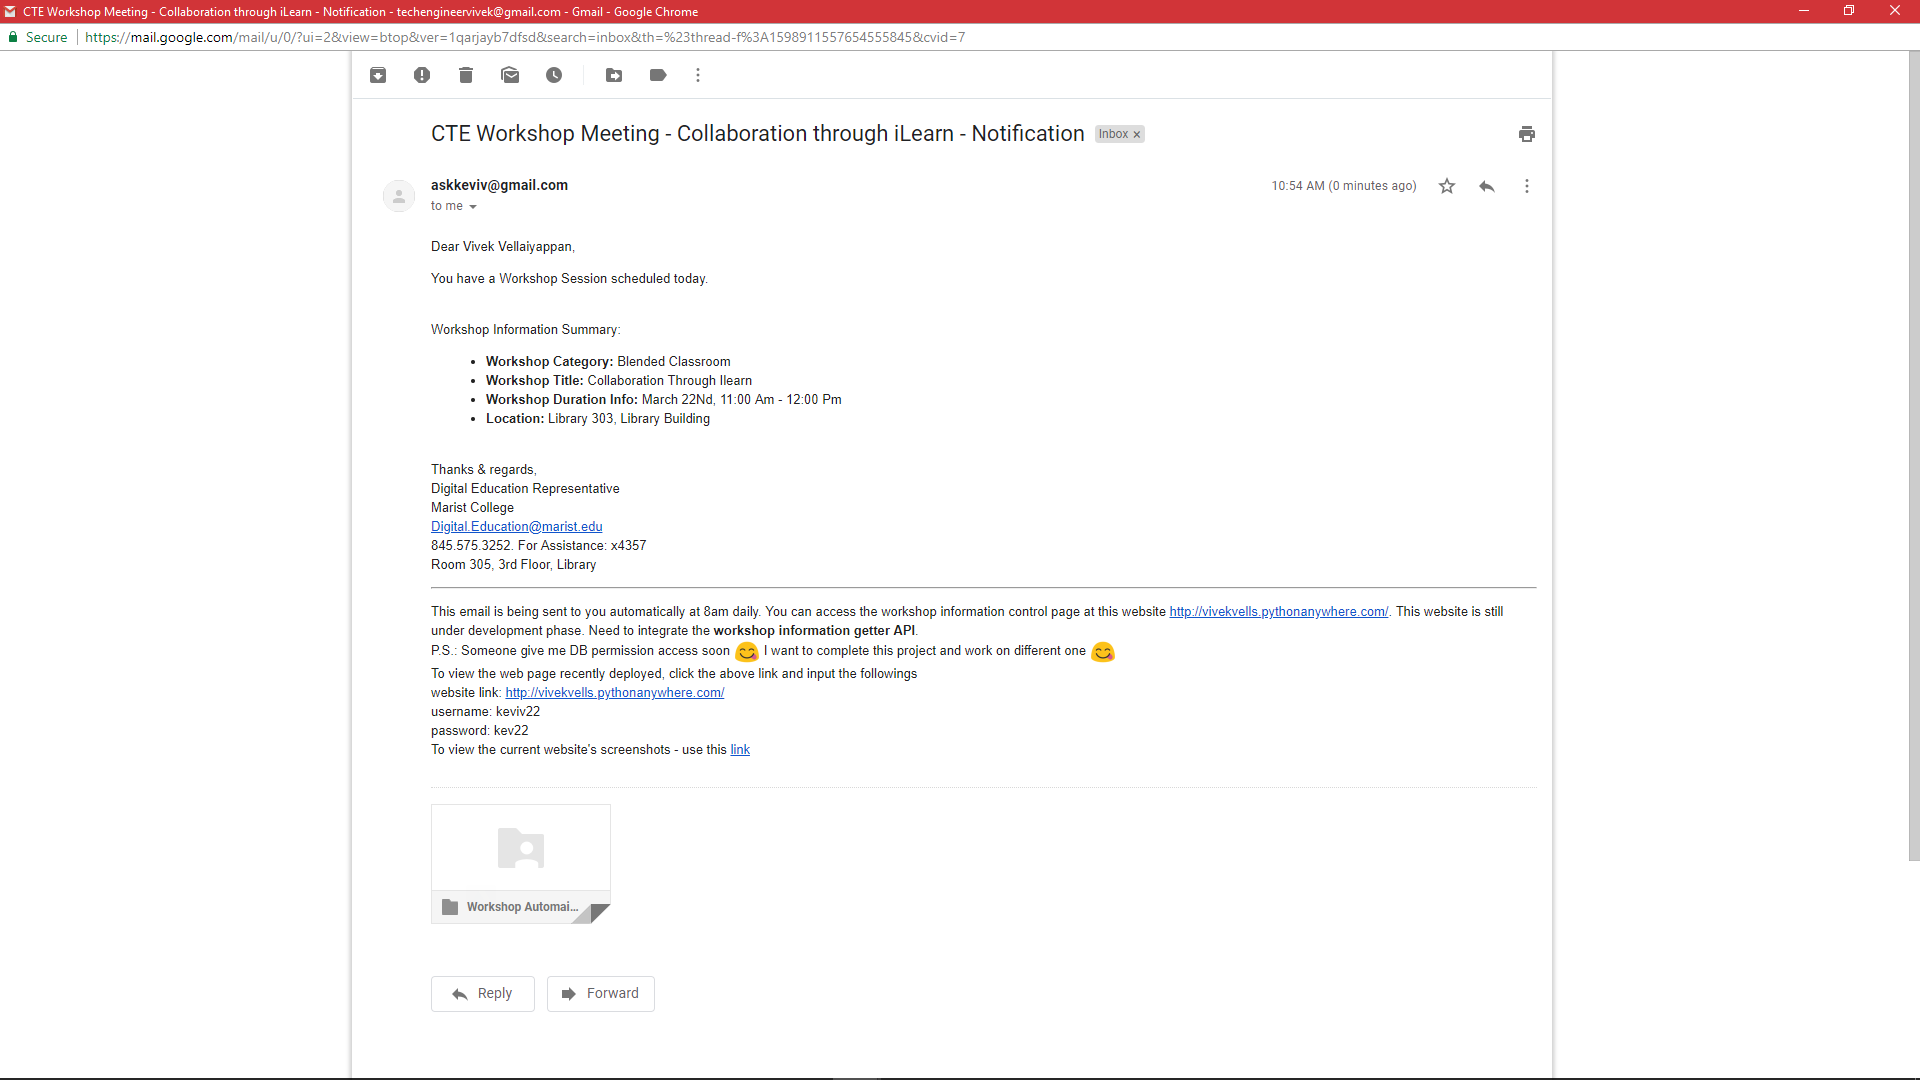 CTE Workshop Meeting - Collaboration through iLearn - Notification - techengineervivek@gmail.com - Gmail - Google Chrome
Secure https://mail.google.com/mail/u/0/?ui=2&view=btop&ver=1qarjayb7dfsd&search=inbox&th=%23thread-f%3A1598911557654555845&cvid=7
CTE Workshop Meeting - Collaboration through iLearn - Notification Inbox x
askkeviv@gmail.com 10:54 AM (0 minutes ago)
to me
Dear Vivek Vellaiyappan,
You have a Workshop Session scheduled today.
Workshop Information Summary:
• Workshop Category: Blended Classroom
• Workshop Title: Collaboration Through Ilearn
• Workshop Duration Info: March 22Nd, 11:00 Am - 12:00 Pm
• Location: Library 303, Library Building
Thanks & regards,
Digital Education Representative
Marist College
Digital.Education@marist.edu
845.575.3252. For Assistance: x4357
Room 305, 3rd Floor, Library
This email is being sent to you automatically at 8am daily. You can access the workshop information control page at this website http://vivekvells.pythonanywhere.com/. This website is still
under development phase. Need to integrate the workshop information getter API.
P.S.: Someone give me DB permission access soon 😋 I want to complete this project and work on different one 😋
To view the web page recently deployed, click the above link and input the followings
website link: http://vivekvells.pythonanywhere.com/
username: keviv22
password: kev22
To view the current website's screenshots - use this link
Workshop Automai...
Reply Forward